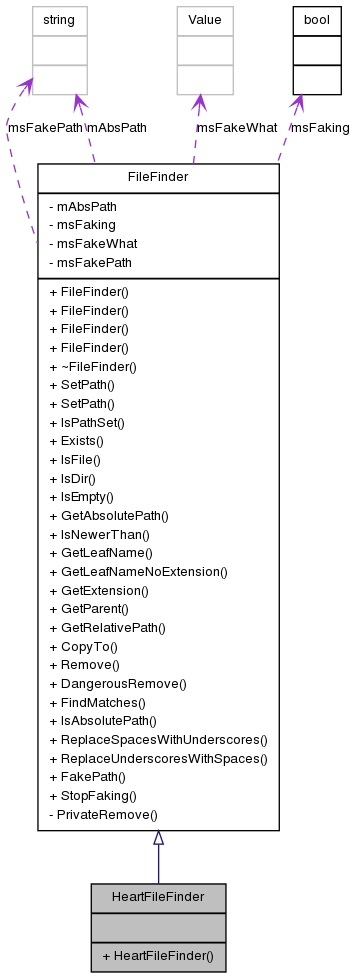 string
Value
bool
msFakePath
mAbsPath
msFakeWhat
msFaking
FileFinder
- mAbsPath
- msFaking
- msFakeWhat
- msFakePath
+ FileFinder()
+ FileFinder()
+ FileFinder()
+ FileFinder()
+ ~FileFinder()
+ SetPath()
+ SetPath()
+ IsPathSet()
+ Exists()
+ IsFile()
+ IsDir()
+ IsEmpty()
+ GetAbsolutePath()
+ IsNewerThan()
+ GetLeafName()
+ GetLeafNameNoExtension()
+ GetExtension()
+ GetParent()
+ GetRelativePath()
+ CopyTo()
+ Remove()
+ DangerousRemove()
+ FindMatches()
+ IsAbsolutePath()
+ ReplaceSpacesWithUnderscores()
+ ReplaceUnderscoresWithSpaces()
+ FakePath()
+ StopFaking()
- PrivateRemove()
HeartFileFinder
+ HeartFileFinder()